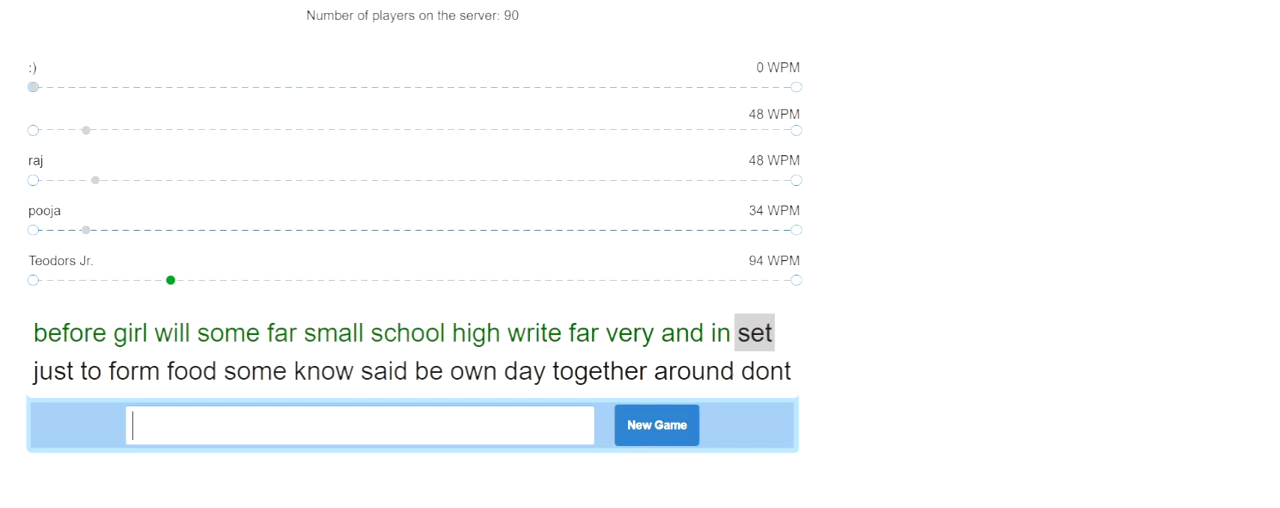 Number of players on the server: 90
:)
0 WPM
48 WPM
raj
48 WPM
pooja
34 WPM
Teodors Jr.
94 WPM
before girl will some far small school high write far very and in set
just to form food some know said be own day together around dont
New Game